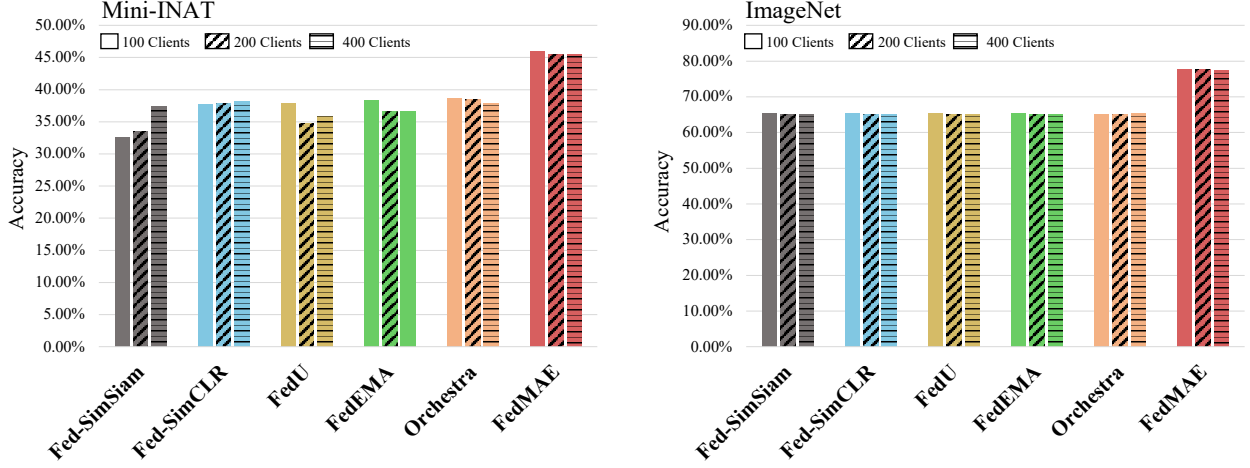 Mini-INAT
50.00%
100 Clients 200 Clients 400 Clients
45.00%
40.00%
35.00%
30.00%
25.00%
20.00%
15.00%
10.00%
5.00%
0.00%
Accuracy
Fed-SimSiam
Fed-SimCLR
FedU
FedEMA
Orchestra
FedMAE
ImageNet
90.00%
100 Clients 200 Clients 400 Clients
80.00%
70.00%
60.00%
50.00%
40.00%
30.00%
20.00%
10.00%
0.00%
Accuracy
Fed-SimSiam
Fed-SimCLR
FedU
FedEMA
Orchestra
FedMAE